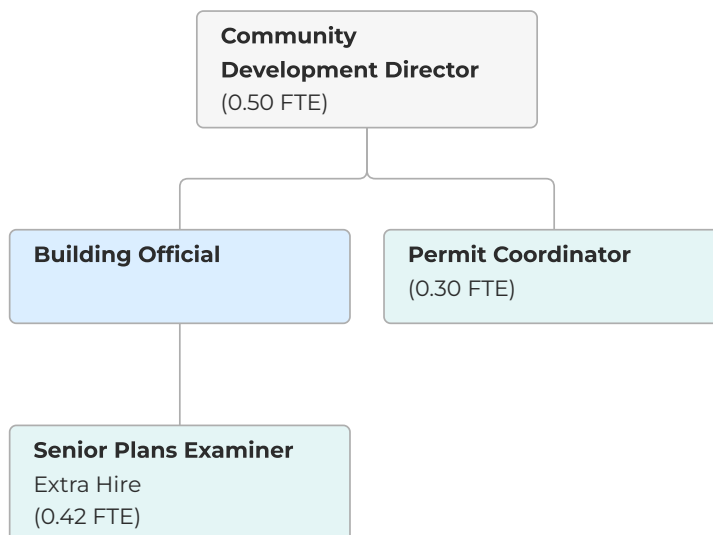 Community
Development Director
(0.50 FTE)
Building Official
Permit Coordinator
(0.30 FTE)
Senior Plans Examiner
Extra Hire
(0.42 FTE)